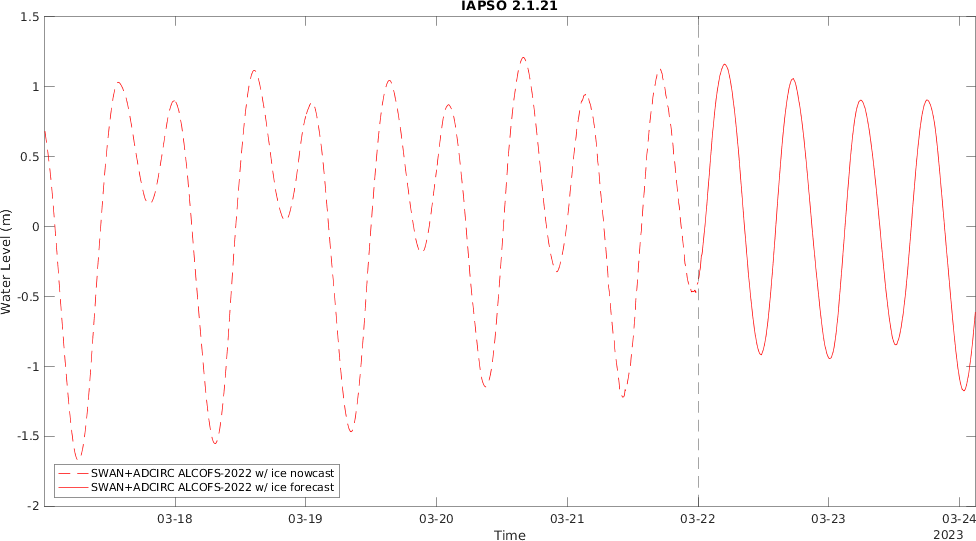 IAPSO 2.1.21
1.5
1
0.5
0
-0.5
-1
-1.5
-2
Water Level (m)
SWAN+ADCIRC ALCOFS-2022 w/ ice nowcast
SWAN+ADCIRC ALCOFS-2022 w/ ice forecast
03-18 03-19 03-20 03-21 03-22 03-23 03-24
Time
2023